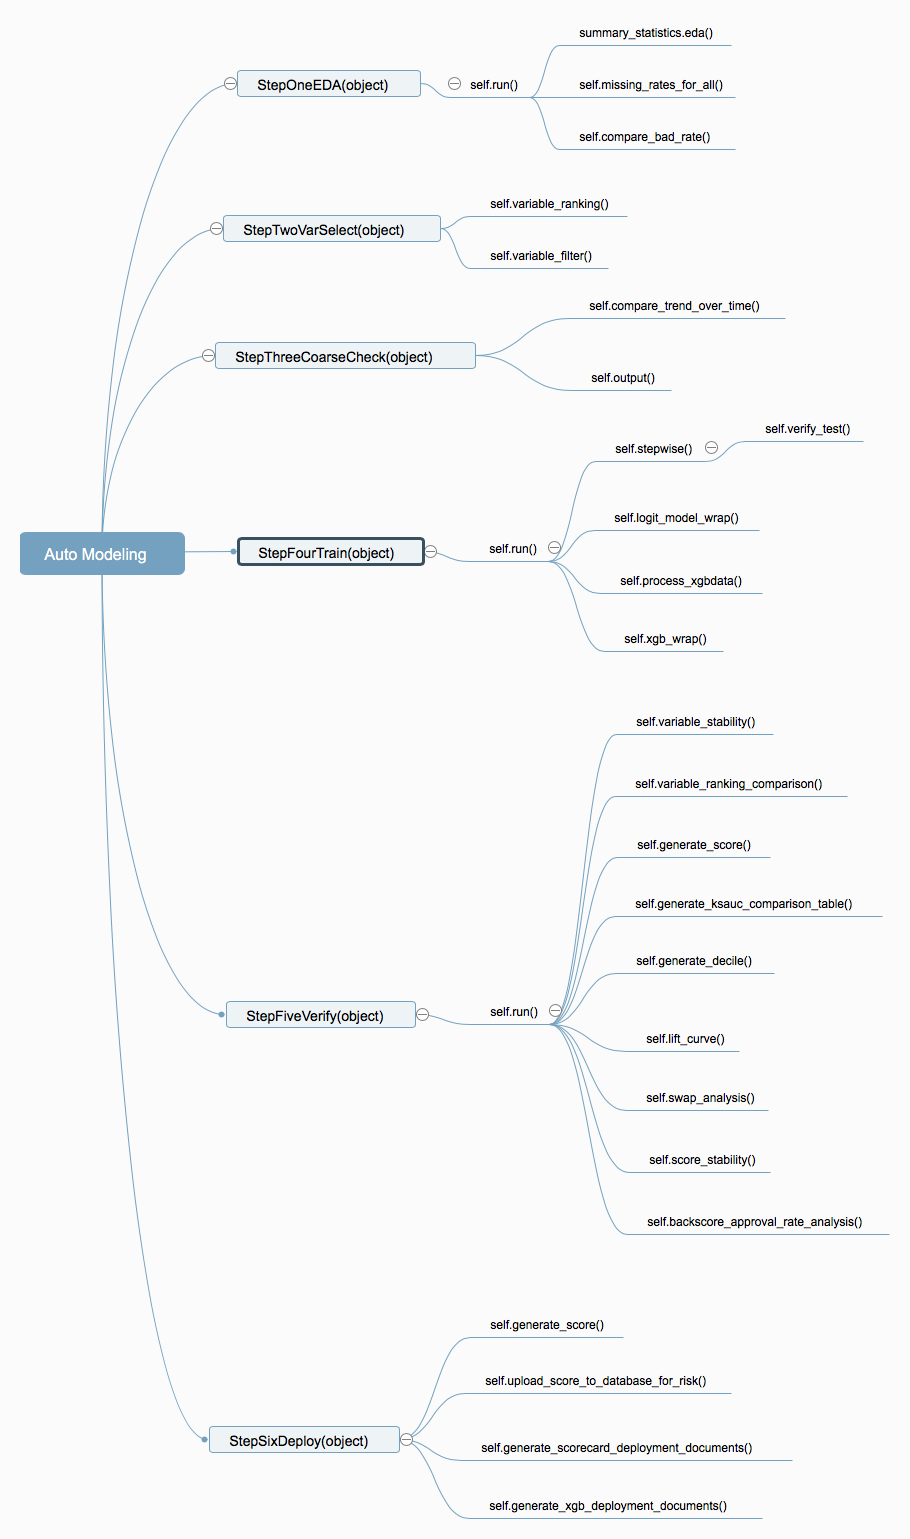 Auto Modeling
StepOneEDA(object)
self.run()
summary_statistics.eda()
self.missing_rates_for_all()
self.compare_bad_rate()
StepTwoVarSelect(object)
self.variable_ranking()
self.variable_filter()
StepThreeCoarseCheck(object)
self.compare_trend_over_time()
self.output()
StepFourTrain(object)
self.run()
self.stepwise()
self.verify_test()
self.logit_model_wrap()
self.process_xgbdata()
self.xgb_wrap()
StepFiveVerify(object)
self.run()
self.variable_stability()
self.variable_ranking_comparison()
self.generate_score()
self.generate_ksauc_comparison_table()
self.generate_decile()
self.lift_curve()
self.swap_analysis()
self.score_stability()
self.backscore_approval_rate_analysis()
StepSixDeploy(object)
self.generate_score()
self.upload_score_to_database_for_risk()
self.generate_scorecard_deployment_documents()
self.generate_xgb_deployment_documents()